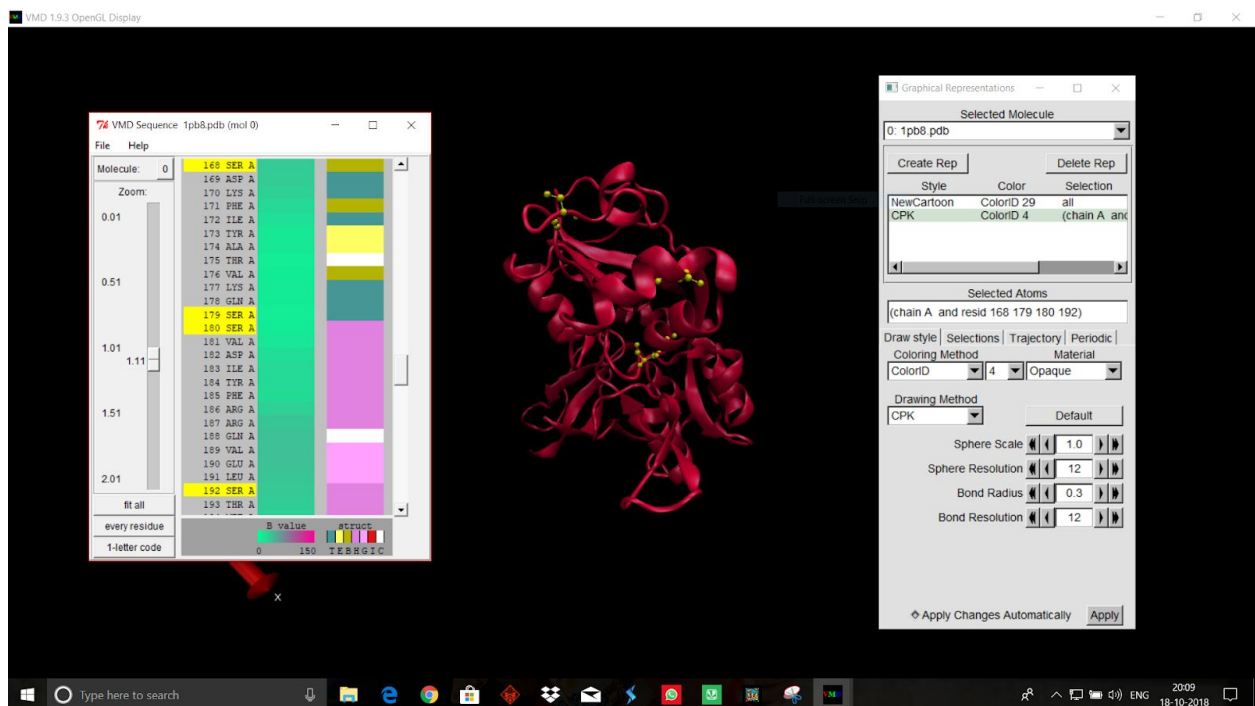 VMD 1.9.3 OpenGL Display
VMD Sequence 1pb8.pdb (mol 0)
File Help
Molecule: 0
Zoom:
0.01
0.51
1.01
1.11
1.51
2.01
fit all
every residue
1-letter code
168 SER A
169 ASP A
170 LYS A
171 PHE A
172 ILE A
173 TYR A
174 ALA A
175 THR A
176 VAL A
177 LYS A
178 GLN A
179 SER A
180 SER A
181 VAL A
182 ASP A
183 ILE A
184 TYR A
185 PHE A
186 ARG A
187 ARG A
188 GLN A
189 VAL A
190 GLU A
191 LEU A
192 SER A
193 THR A
B value struct
0 150 T E B H G I C
x
Full-screen Snip
Graphical Representations
Selected Molecule
0: 1pb8.pdb
Create Rep Delete Rep
Style Color Selection
NewCartoon ColorID 29 all
CPK ColorID 4 (chain A and
Selected Atoms
(chain A and resid 168 179 180 192)
Draw style Selections Trajectory Periodic
Coloring Method Material
ColorID 4 Opaque
Drawing Method
CPK Default
Sphere Scale 1.0
Sphere Resolution 12
Bond Radius 0.3
Bond Resolution 12
Apply Changes Automatically Apply
Type here to search
ENG
20:09
18-10-2018